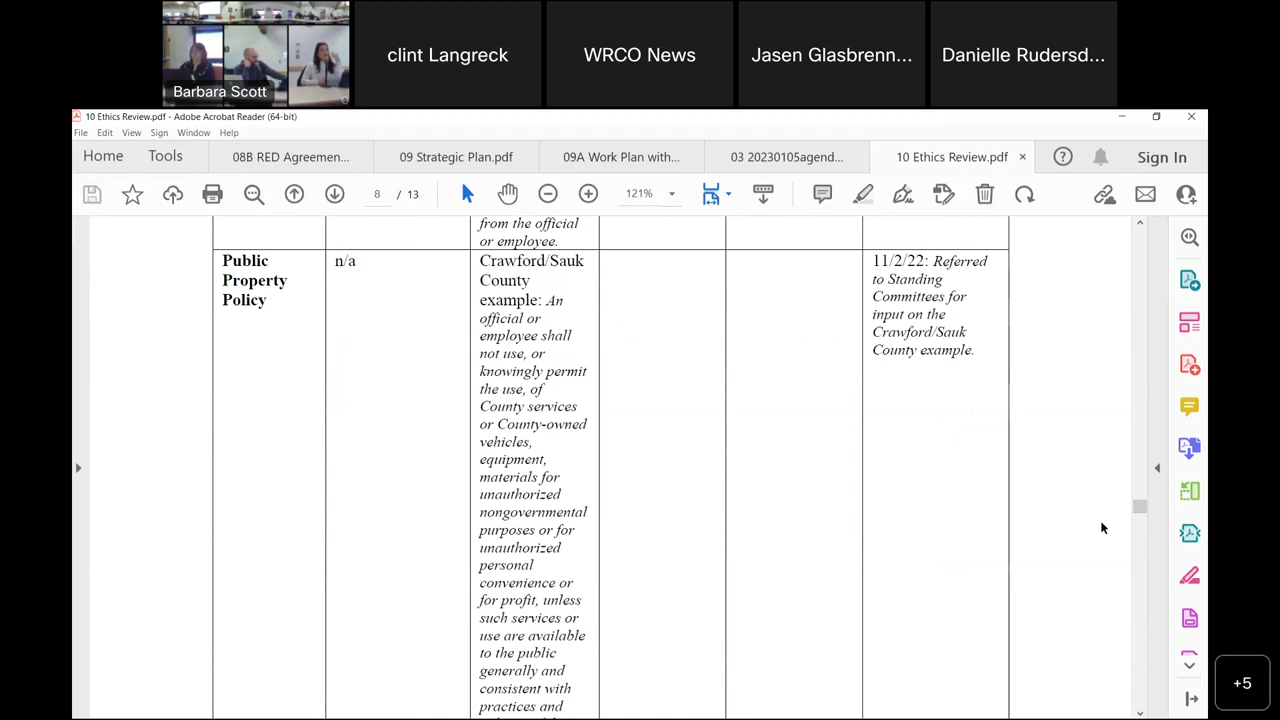 Barbara Scott
clint Langreck
WRCO News
Jasen Glasbrenn...
Danielle Rudersd...
10 Ethics Review.pdf - Adobe Acrobat Reader (64-bit)
File Edit View Sign Window Help
Home Tools 08B RED Agreemen... 09 Strategic Plan.pdf 09A Work Plan with... 03 20230105agend... 10 Ethics Review.pdf × Sign In
8 / 13 121%
from the official
or employee.
Public
Property
Policy
n/a
Crawford/Sauk
County
example: An
official or
employee shall
not use, or
knowingly permit
the use, of
County services
or County-owned
vehicles,
equipment,
materials for
unauthorized
nongovernmental
purposes or for
unauthorized
personal
convenience or
for profit, unless
such services or
use are available
to the public
generally and
consistent with
practices and
11/2/22: Referred
to Standing
Committees for
input on the
Crawford/Sauk
County example.
+5